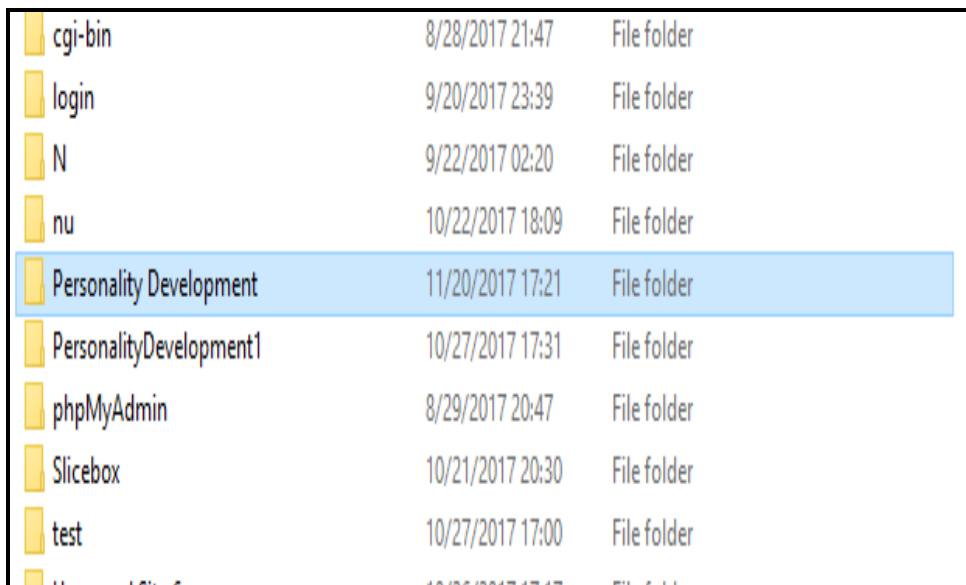 cgi-bin 8/28/2017 21:47 File folder
login 9/20/2017 23:39 File folder
N 9/22/2017 02:20 File folder
nu 10/22/2017 18:09 File folder
Personality Development 11/20/2017 17:21 File folder
PersonalityDevelopment1 10/27/2017 17:31 File folder
phpMyAdmin 8/29/2017 20:47 File folder
Slicebox 10/21/2017 20:30 File folder
test 10/27/2017 17:00 File folder